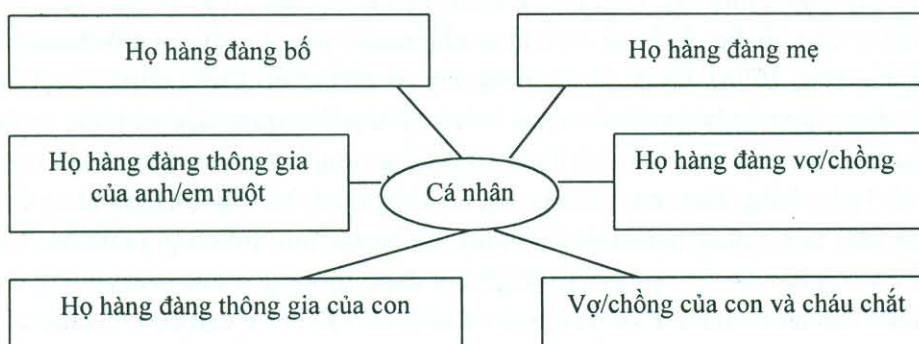 Họ hàng đàng bố
Họ hàng đàng mẹ
Họ hàng đàng thông gia
của anh/em ruột
Cá nhân
Họ hàng đàng vợ/chồng
Họ hàng đàng thông gia của con
Vợ/chồng của con và cháu chắt